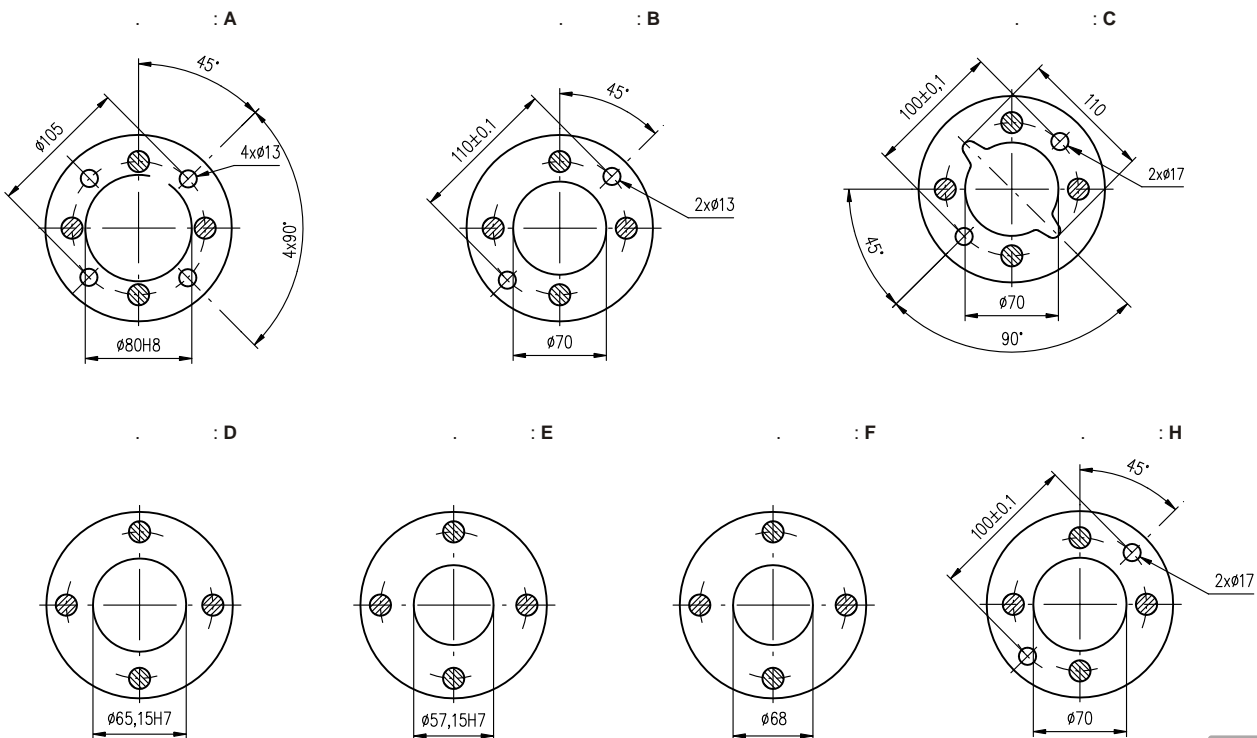 . : A
. : B
. : C
45°
ø105
4xø13
4x90°
ø80H8
45°
110±0.1
2xø13
ø70
100±0,1
110
2xø17
45°
ø70
90°
. : D
. : E
. : F
. : H
ø65,15H7
ø57,15H7
ø68
45°
100±0.1
2xø17
ø70